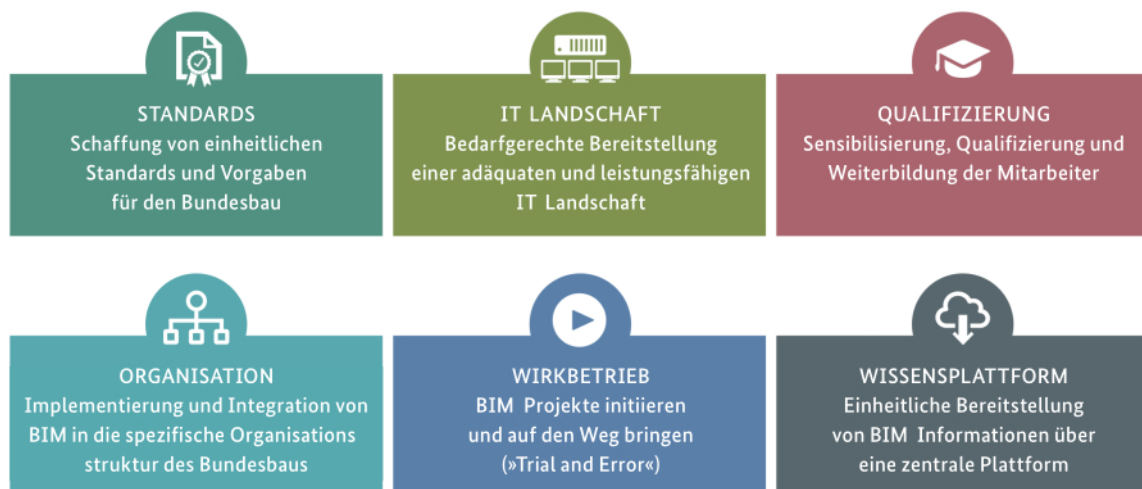 STANDARDS
Schaffung von einheitlichen
Standards und Vorgaben
für den Bundesbau
IT LANDSCHAFT
Bedarfgerechte Bereitstellung
einer adäquaten und leistungsfähigen
IT Landschaft
QUALIFIZIERUNG
Sensibilisierung, Qualifizierung und
Weiterbildung der Mitarbeiter
ORGANISATION
Implementierung und Integration von
BIM in die spezifische Organisations
struktur des Bundesbaus
WIRKBETRIEB
BIM Projekte initiieren
und auf den Weg bringen
(»Trial and Error«)
WISSENSPLATTFORM
Einheitliche Bereitstellung
von BIM Informationen über
eine zentrale Plattform